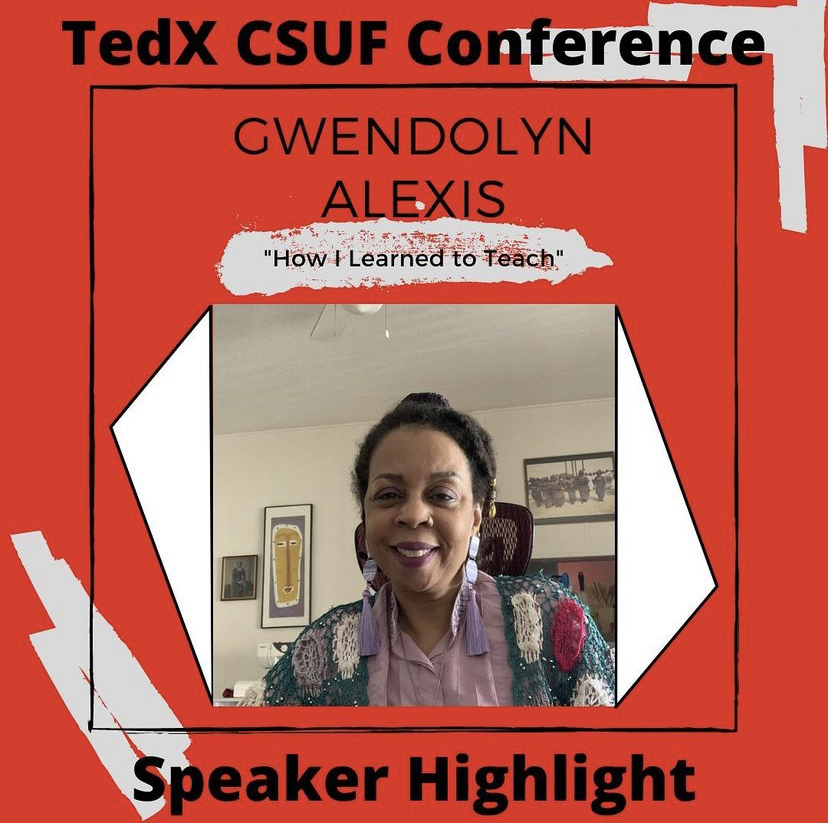 TedX CSUF Conference
GWENDOLYN
ALEXIS
"How I Learned to Teach"
Speaker Highlight